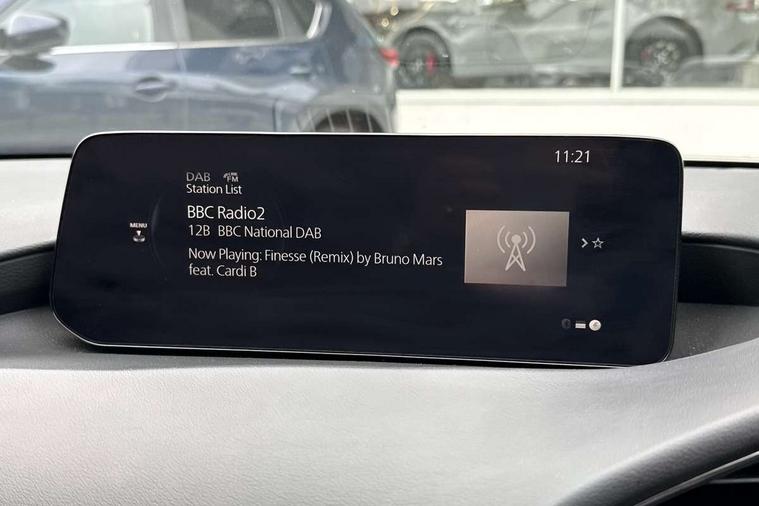 11:21
DAB FM
Station List
BBC Radio2
12B BBC National DAB
MENU
Now Playing: Finesse (Remix) by Bruno Mars
feat. Cardi B